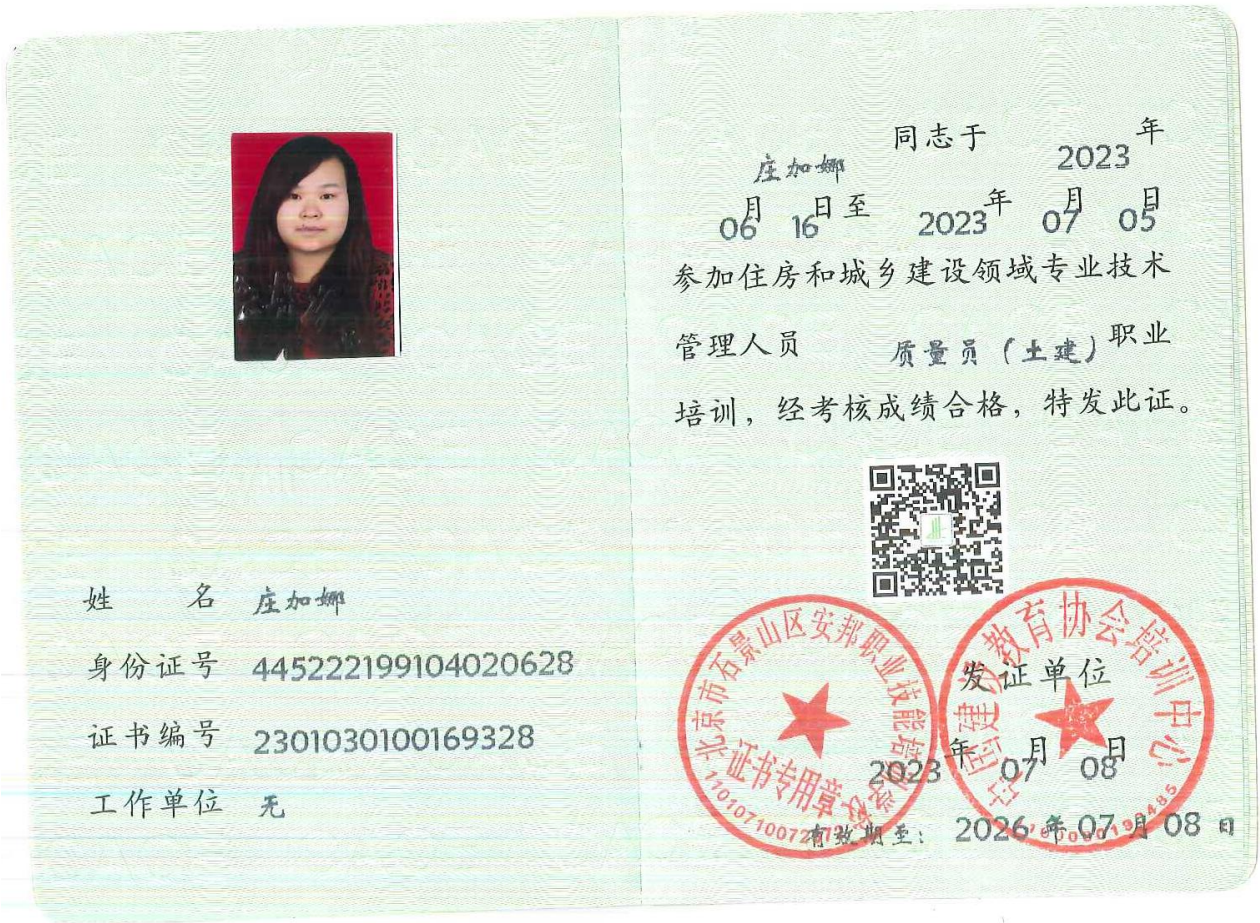 姓 名 庄加娜
身份证号 445222199104020628
证书编号 2301030100169328
工作单位 无
庄加娜 同志于 2023 年
06 月 16 日至 2023 年 07 月 05 日
参加住房和城乡建设领域专业技术
管理人员 质量员（土建）职业
培训，经考核成绩合格，特发此证。
北京市石景山区安邦职业技能培训学校
证书专用章
中国建设教育协会培训中心
发证单位
2023 年 07 月 08 日
有效期至： 2026 年 07 月 08 日